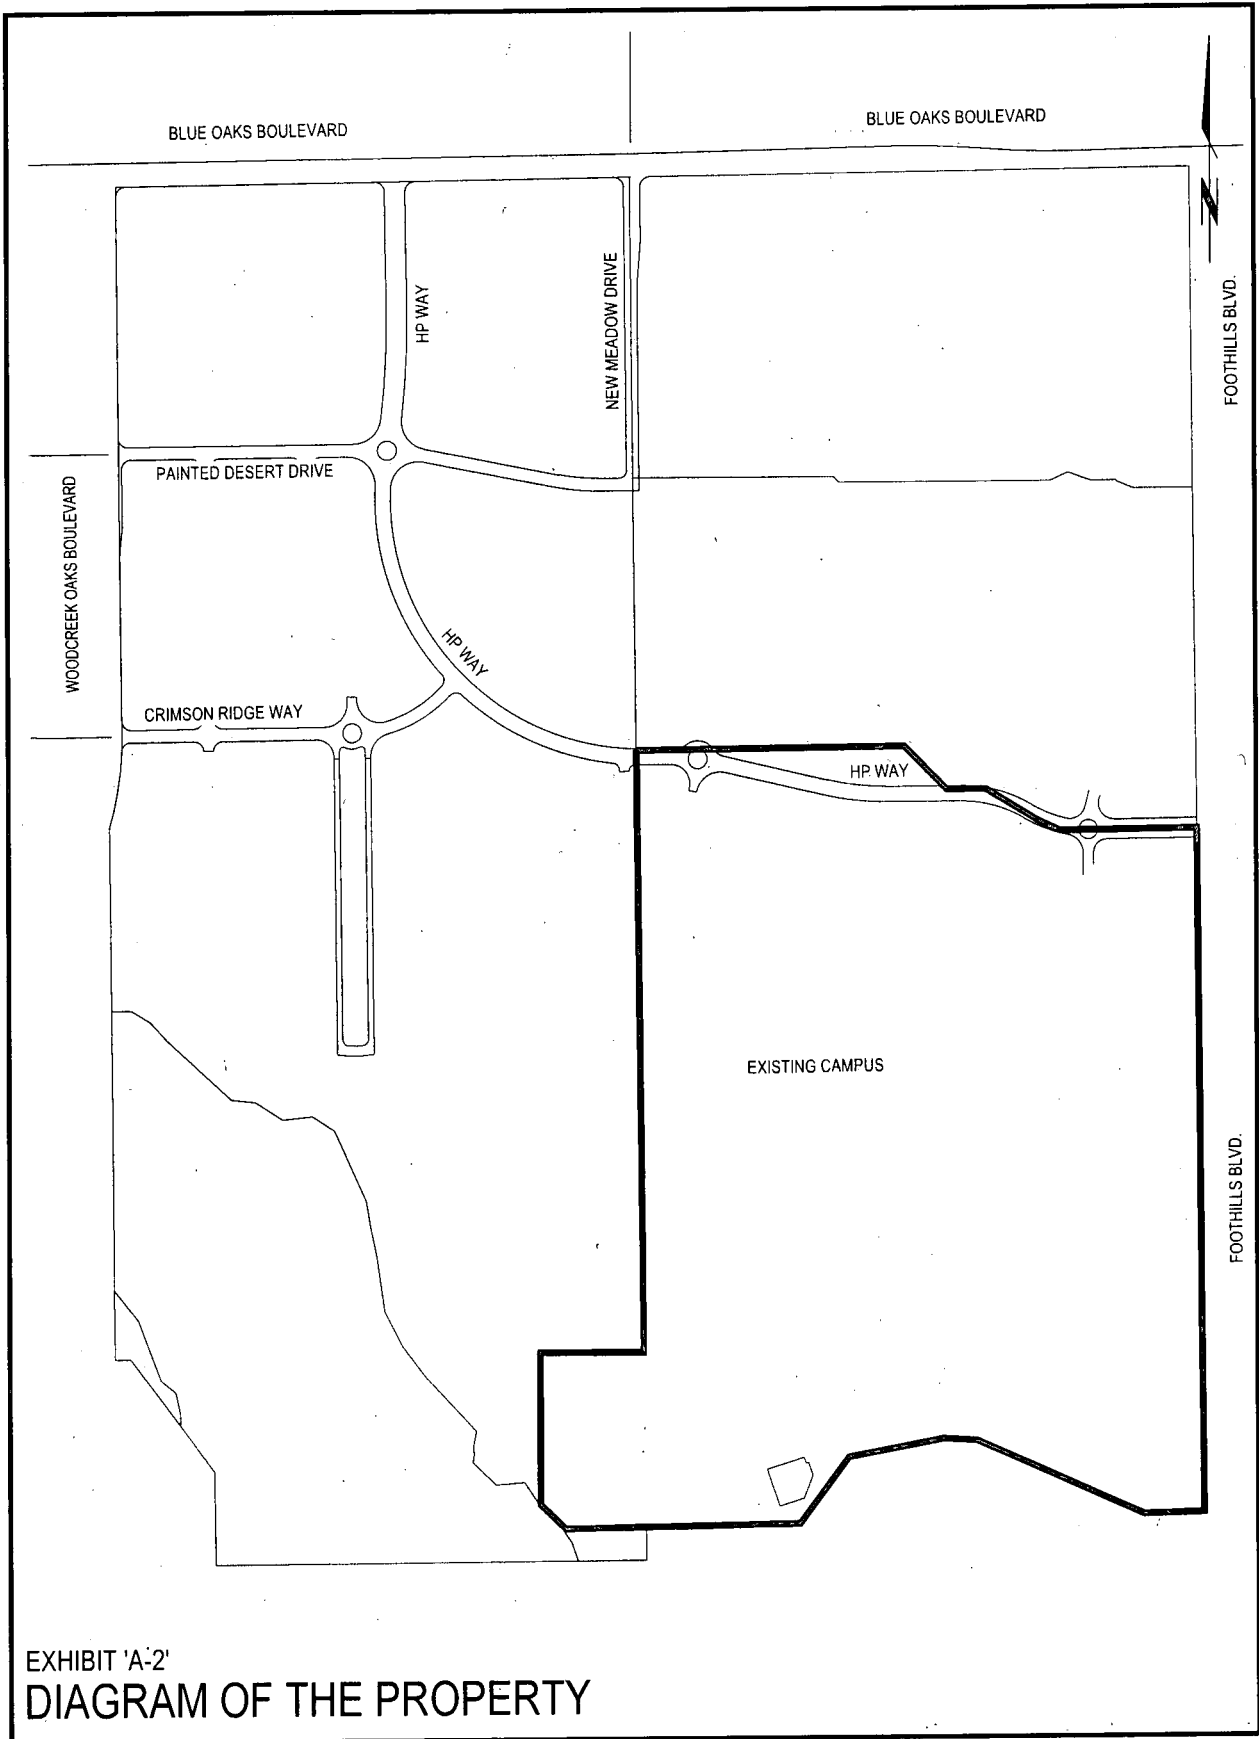 BLUE OAKS BOULEVARD
BLUE OAKS BOULEVARD
N
HP WAY
NEW MEADOW DRIVE
FOOTHILLS BLVD.
PAINTED DESERT DRIVE
WOODCREEK OAKS BOULEVARD
HP WAY
CRIMSON RIDGE WAY
HP WAY
EXISTING CAMPUS
FOOTHILLS BLVD.
EXHIBIT 'A-2'
DIAGRAM OF THE PROPERTY